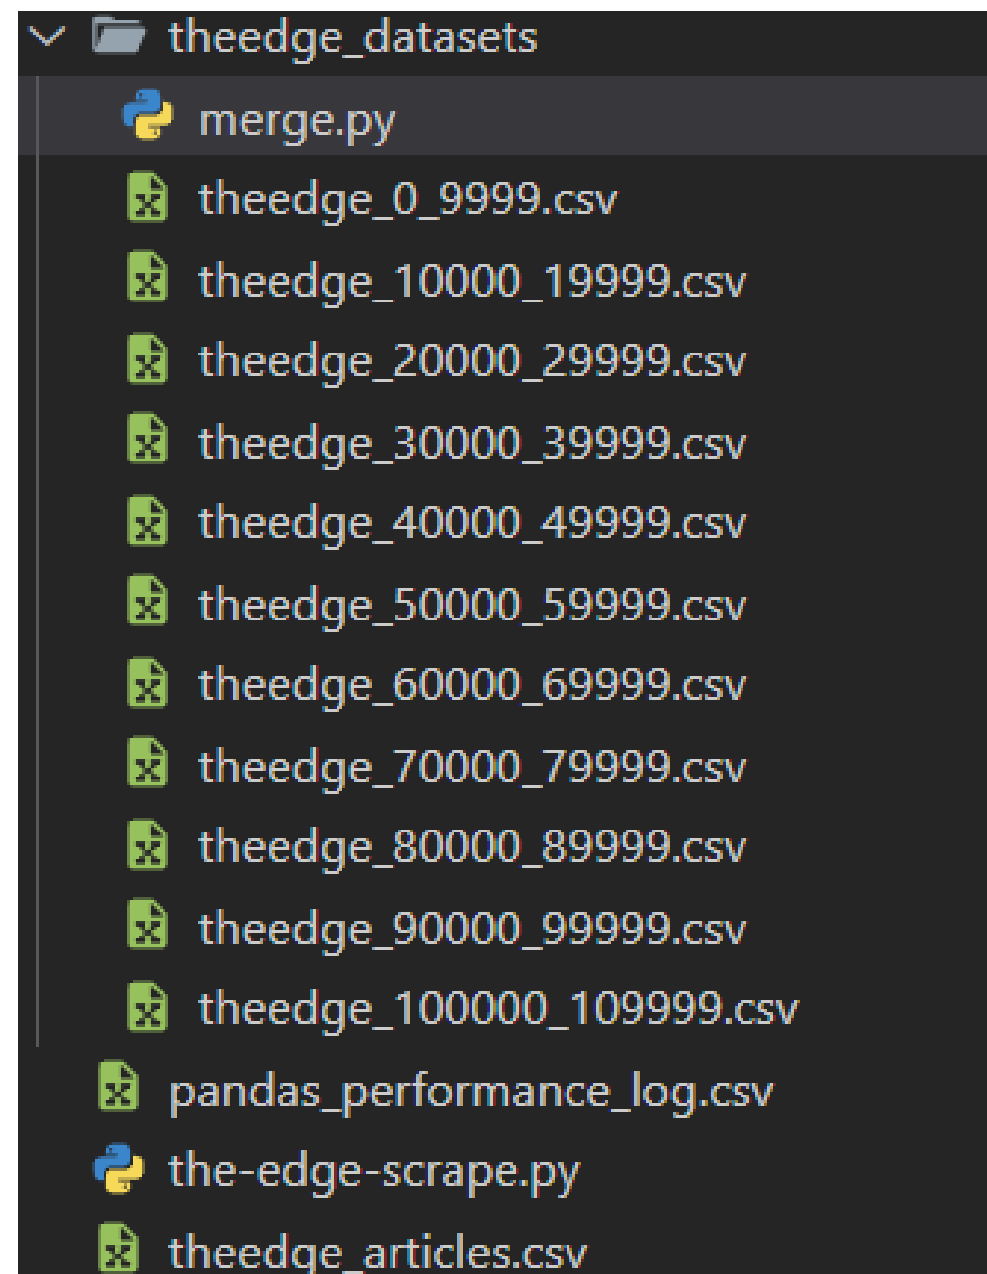 theedge_datasets
merge.py
theedge_0_9999.csv
theedge_10000_19999.csv
theedge_20000_29999.csv
theedge_30000_39999.csv
theedge_40000_49999.csv
theedge_50000_59999.csv
theedge_60000_69999.csv
theedge_70000_79999.csv
theedge_80000_89999.csv
theedge_90000_99999.csv
theedge_100000_109999.csv
pandas_performance_log.csv
the-edge-scrape.py
theedge_articles.csv